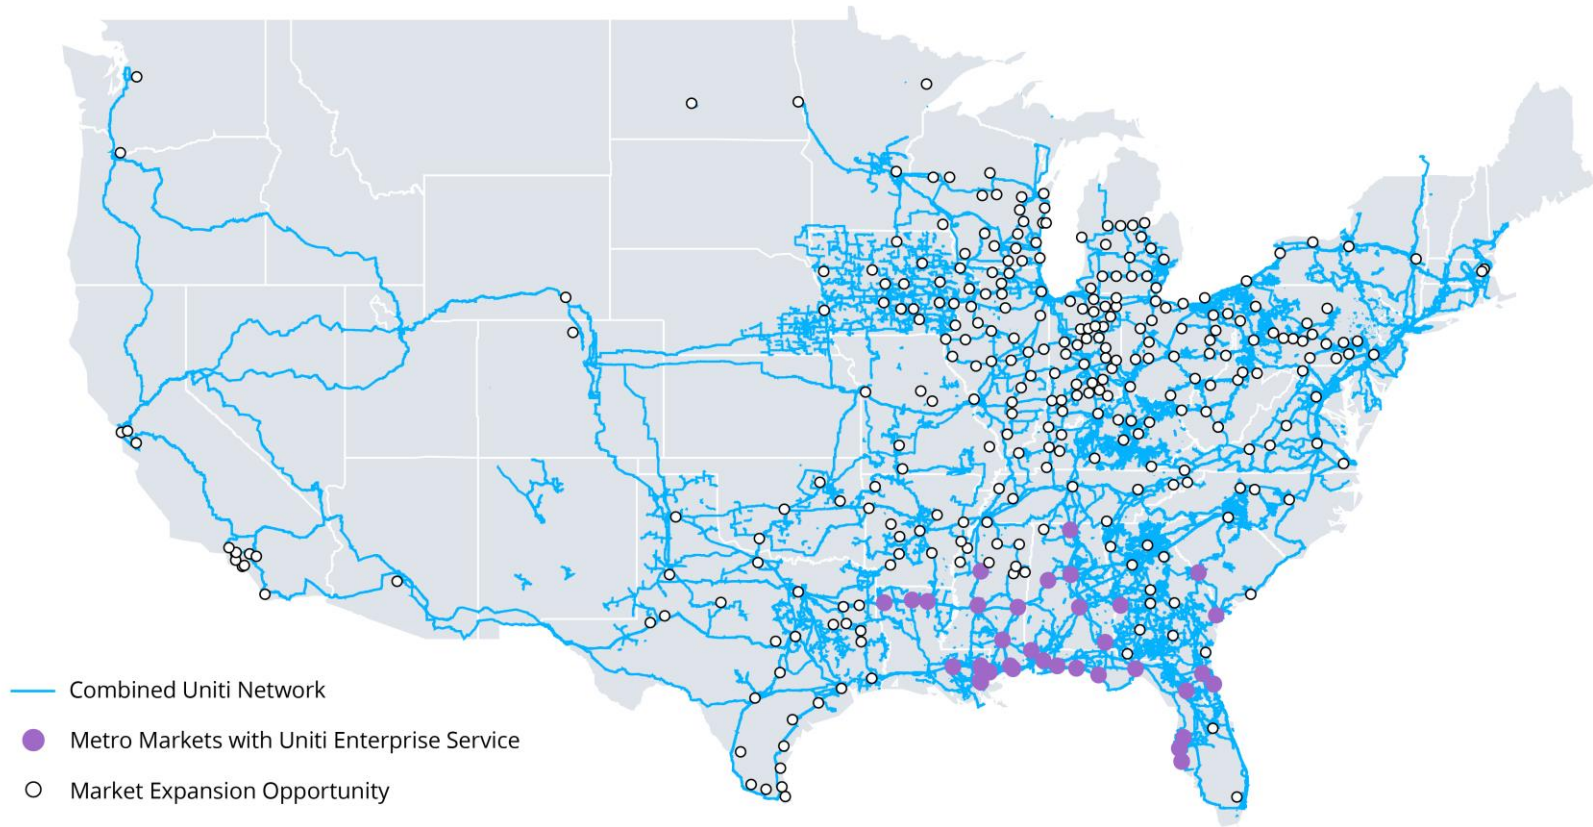 Combined Uniti Network
Metro Markets with Uniti Enterprise Service
Market Expansion Opportunity